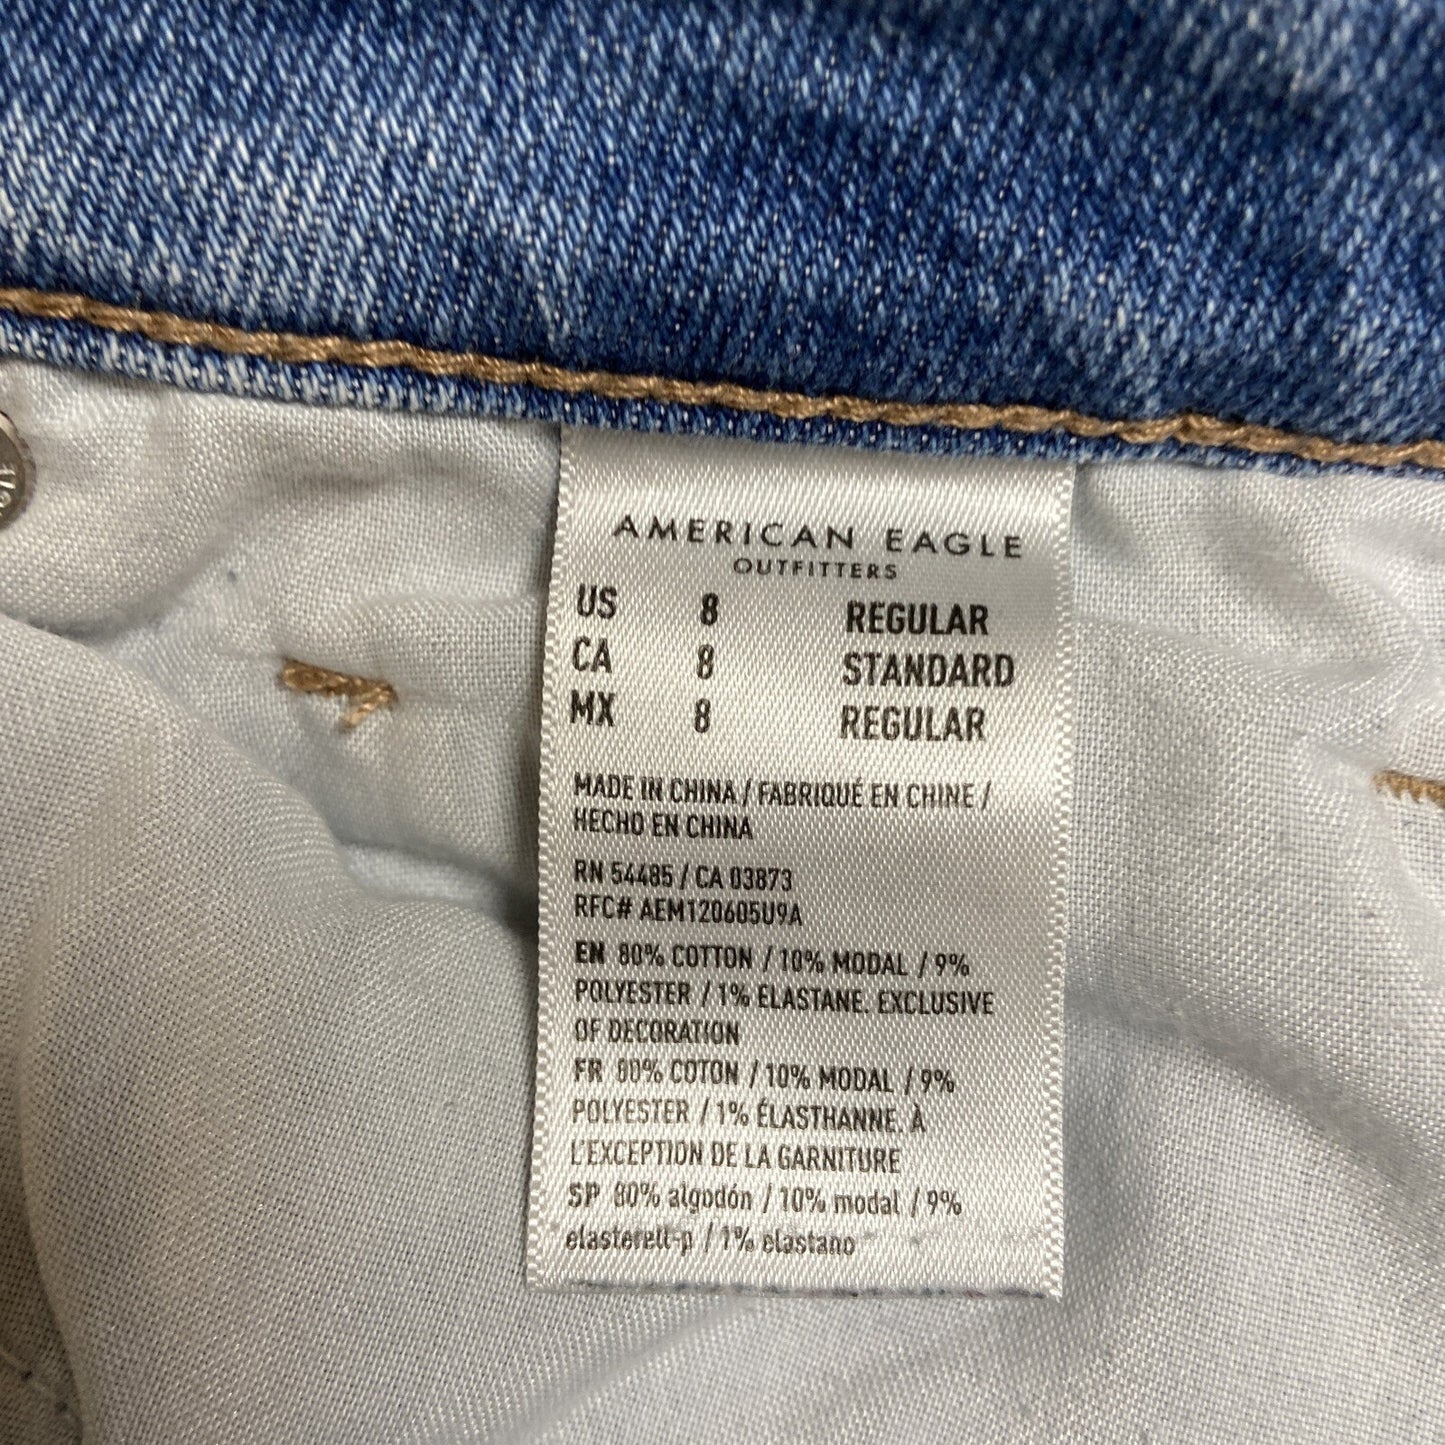 AMERICAN EAGLE
OUTFITTERS
US 8 REGULAR
CA 8 STANDARD
MX 8 REGULAR
MADE IN CHINA / FABRIQUÉ EN CHINE /
HECHO EN CHINA
RN 54485 / CA 03873
RFC# AEM120605U9A
EN 80% COTTON / 10% MODAL / 9%
POLYESTER / 1% ELASTANE. EXCLUSIVE
OF DECORATION
FR 80% COTON / 10% MODAL / 9%
POLYESTER / 1% ÉLASTHANNE. À
L'EXCEPTION DE LA GARNITURE
SP 80% algodón / 10% modal / 9%
elasterell-p / 1% elastano